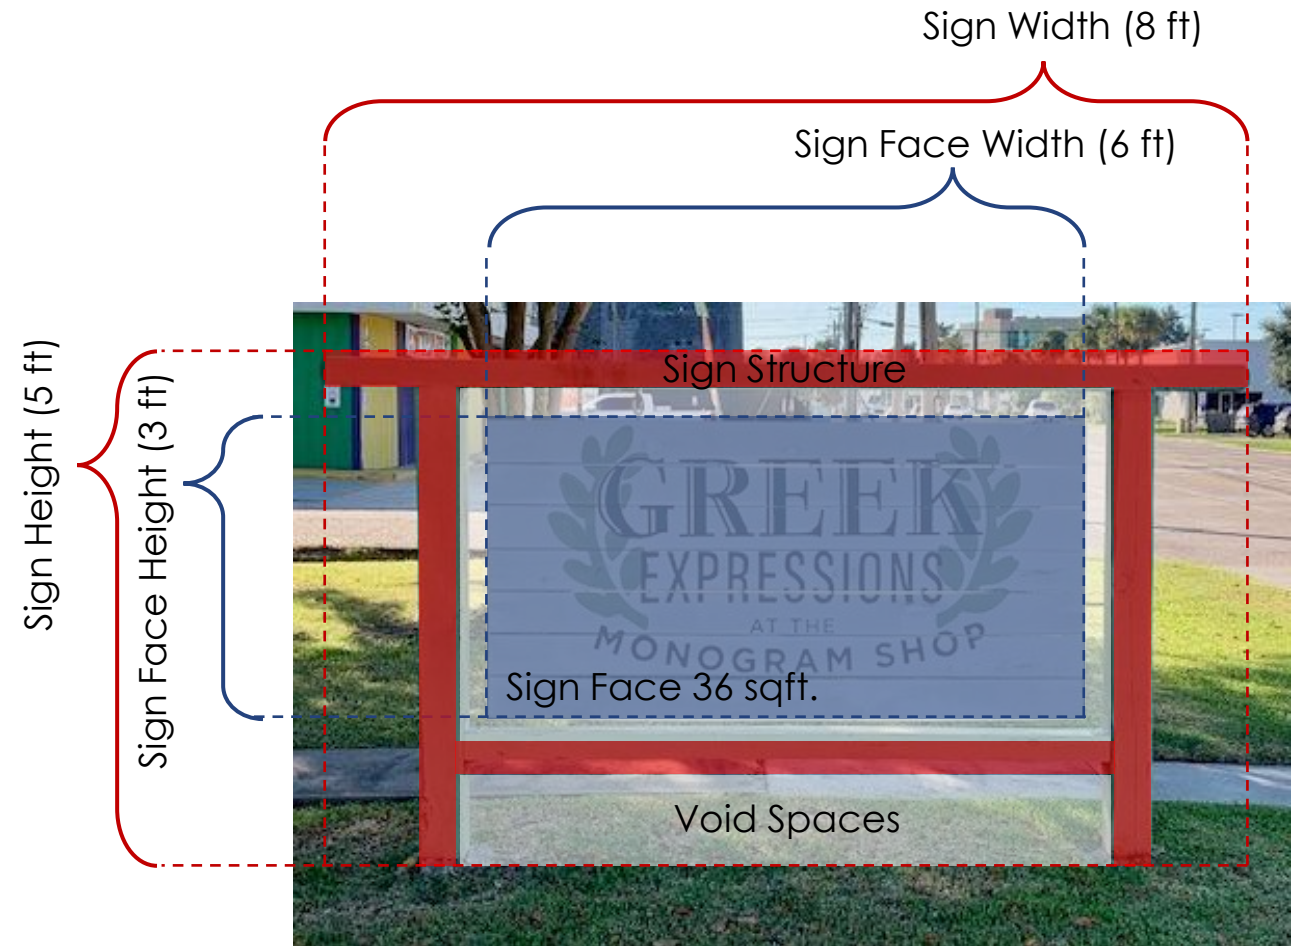 Sign Width (8 ft)
Sign Face Width (6 ft)
Sign Height (5 ft)
Sign Face Height (3 ft)
Sign Structure
GREEK
EXPRESSIONS
AT THE
MONOGRAM SHOP
Sign Face 36 sqft.
Void Spaces